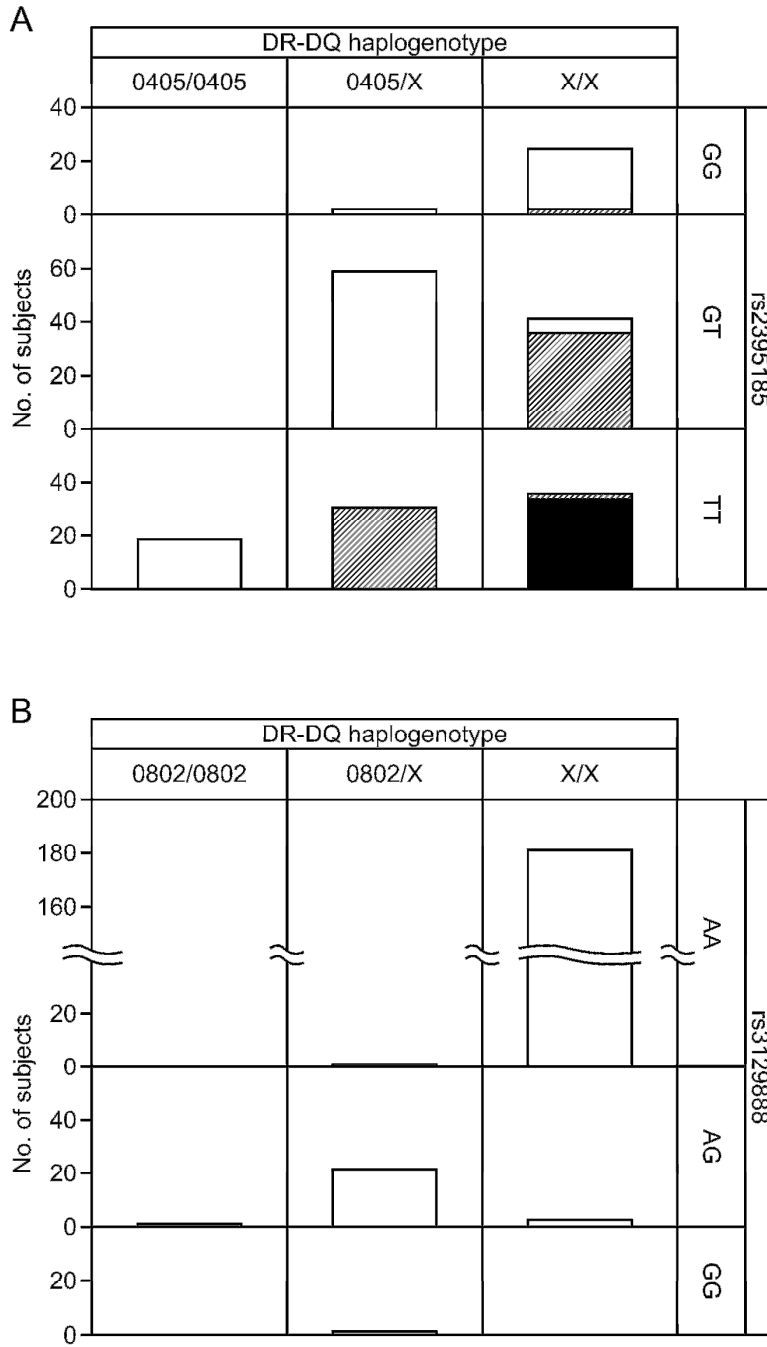 A
DR-DQ haplogenotype
0405/0405 0405/X X/X
40
20
0
GG
60
40
20
0
GT
40
20
0
TT
No. of subjects
rs2395185
B
DR-DQ haplogenotype
0802/0802 0802/X X/X
200
180
160
20
0
AA
40
20
0
AG
20
0
GG
No. of subjects
rs3129888